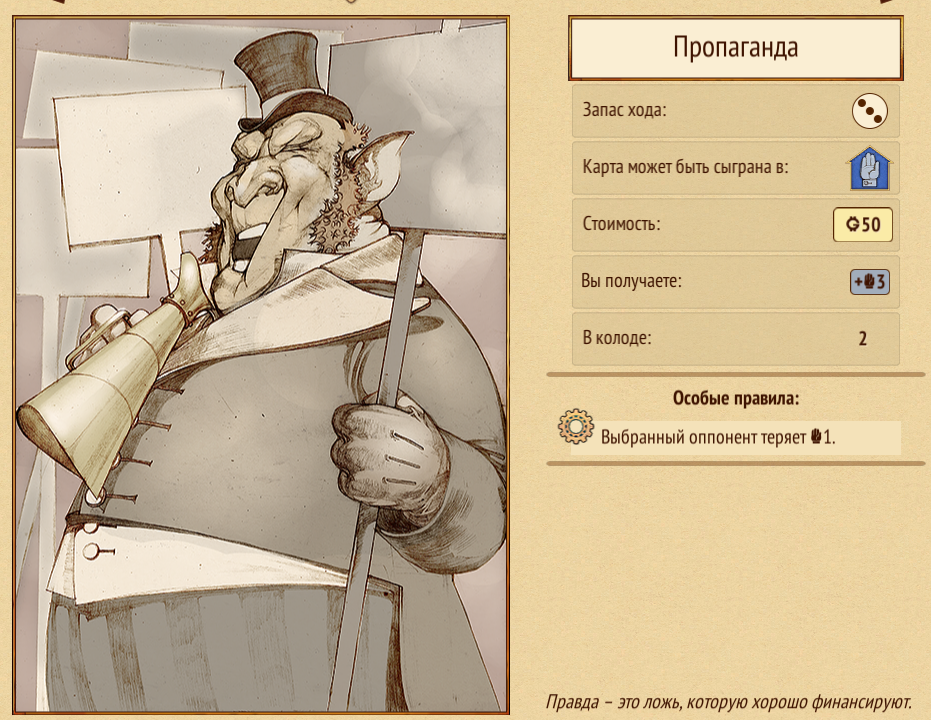 Пропаганда
Запас хода:
Карта может быть сыграна в:
Стоимость: 50
Вы получаете: +3
В колоде: 2
Особые правила:
Выбранный оппонент теряет 1.
Правда – это ложь, которую хорошо финансируют.